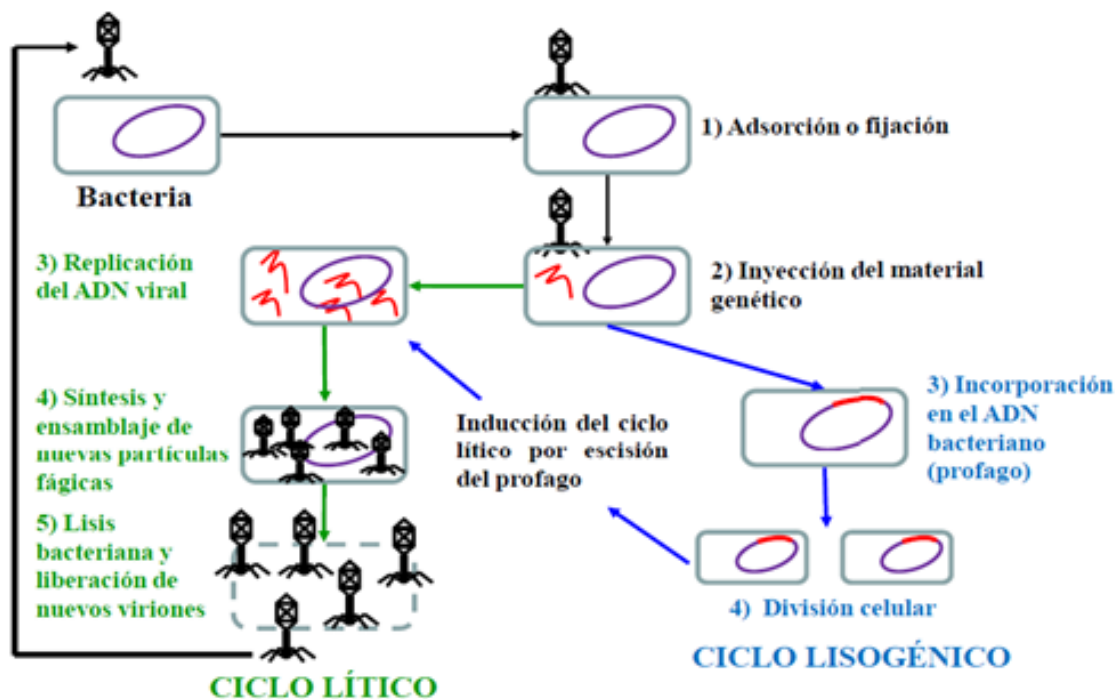 1) Adsorción o fijación
Bacteria
2) Inyección del material
genético
3) Replicación
del ADN viral
4) Síntesis y
ensamblaje de
nuevas partículas
fágicas
5) Lisis
bacteriana y
liberación de
nuevos viriones
CICLO LÍTICO
Inducción del ciclo
lítico por escisión
del profago
3) Incorporación
en el ADN
bacteriano
(profago)
4) División celular
CICLO LISOGÉNICO